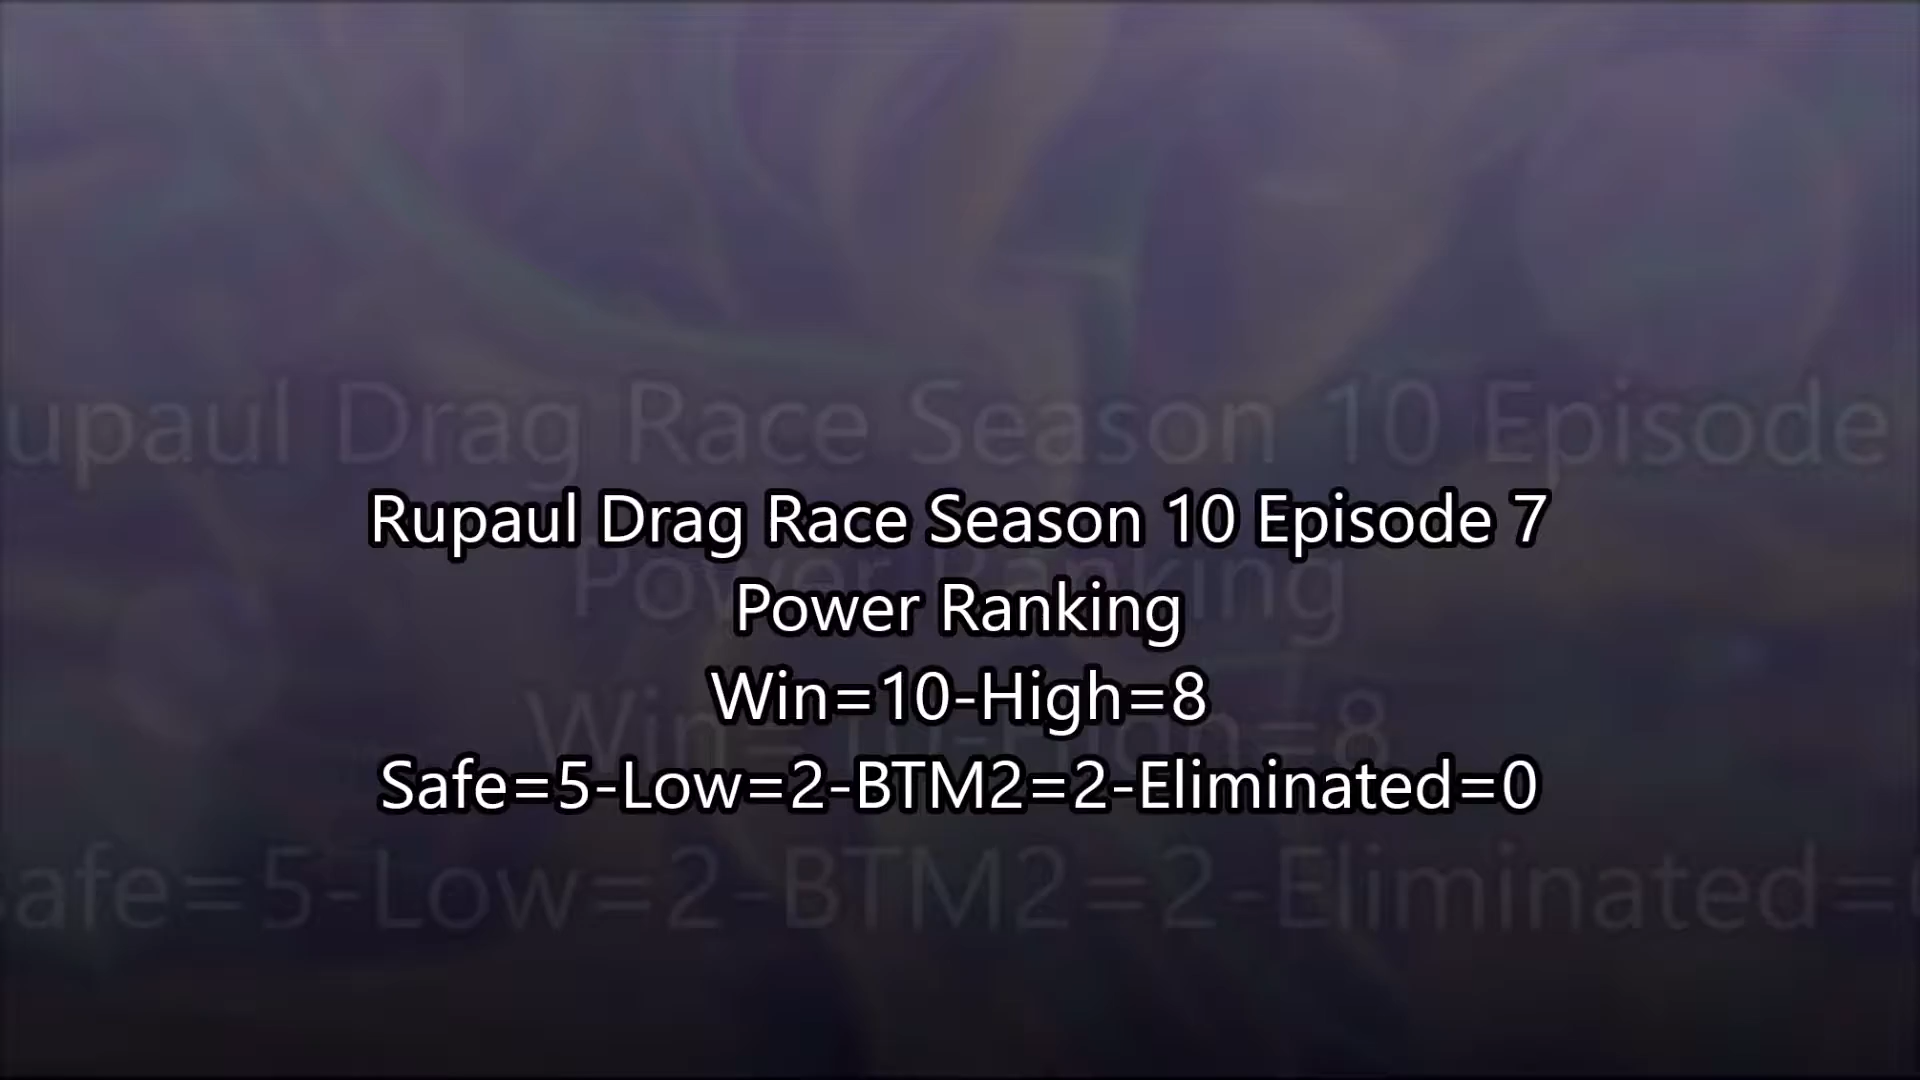 Rupaul Drag Race Season 10 Episode 7
Power Ranking
Win=10-High=8
Safe=5-Low=2-BTM2=2-Eliminated=0